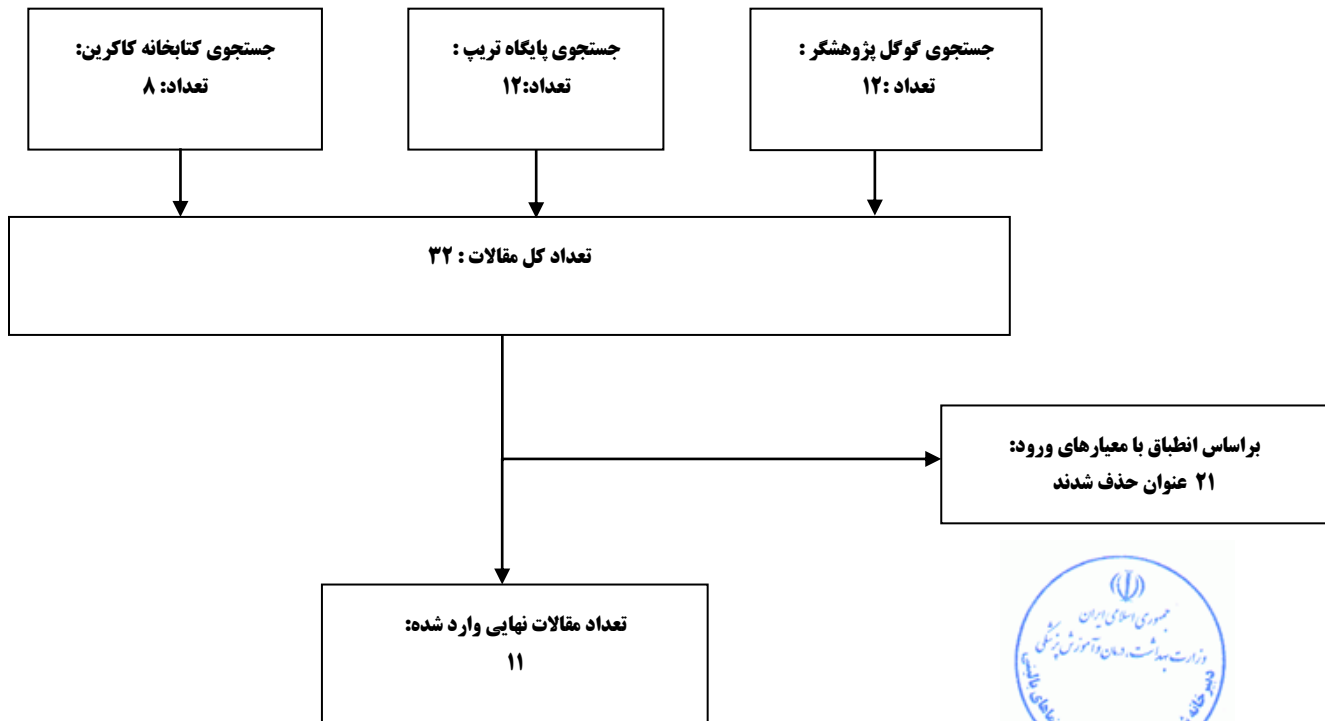 جستجوی گوگل پژوهشگر :
تعداد :۱۲
جستجوی پایگاه تریپ :
تعداد:۱۲
جستجوی کتابخانه کاکرین:
تعداد: ۸
تعداد کل مقالات : ۳۲
براساس انطباق با معیارهای ورود:
۲۱ عنوان حذف شدند
تعداد مقالات نهایی وارد شده:
۱۱
جمهوری اسلامی ایران
وزارت بهداشت، درمان و آموزش پزشکی